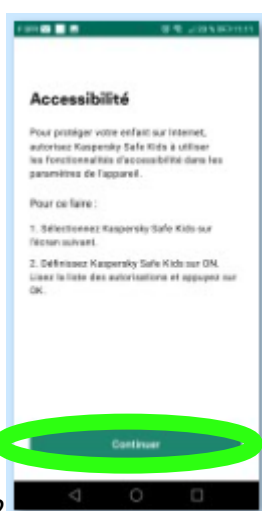 Accessibilité
Pour protéger votre enfant sur Internet,
autorisez Kaspersky Safe Kids à utiliser
les fonctionnalités d'accessibilité dans les
paramètres de l'appareil.
Pour ce faire :
1. Sélectionnez Kaspersky Safe Kids sur
l'écran suivant.
2. Définissez Kaspersky Safe Kids sur ON.
Lisez la liste des autorisations et appuyez sur
OK.
Continuer